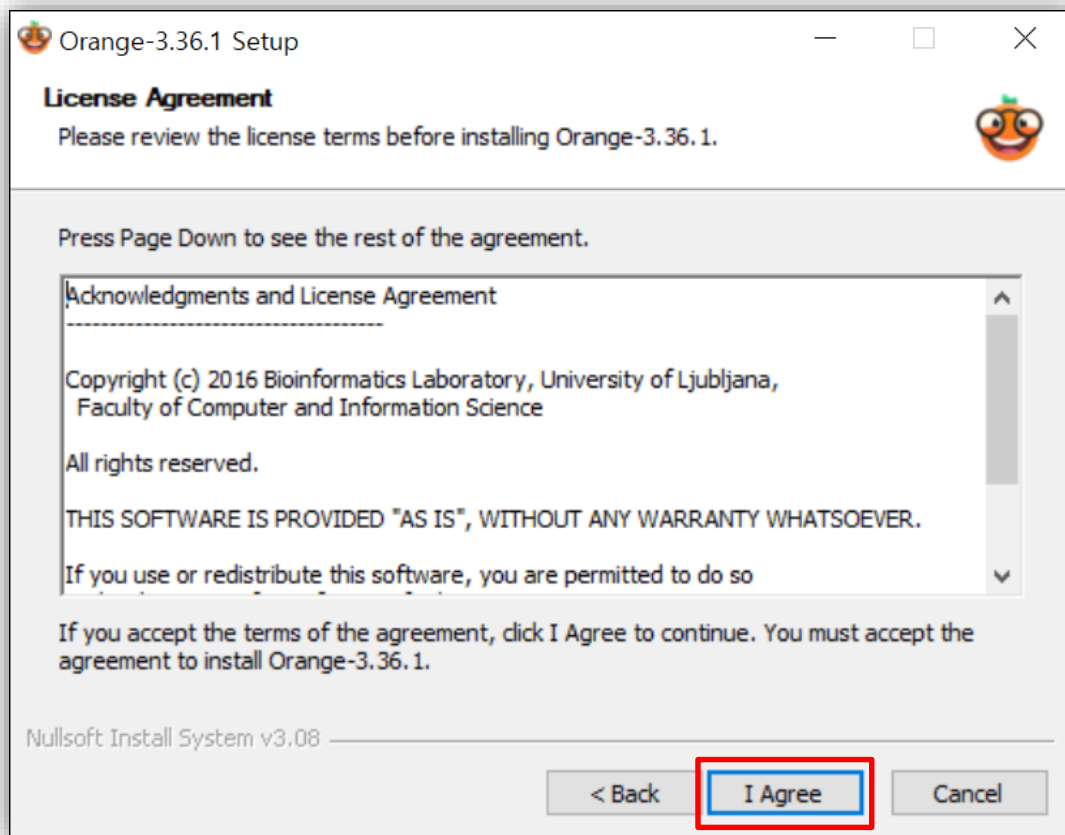 Orange-3.36.1 Setup
License Agreement
Please review the license terms before installing Orange-3.36.1.
Press Page Down to see the rest of the agreement.
Acknowledgments and License Agreement
-------------------------------------
Copyright (c) 2016 Bioinformatics Laboratory, University of Ljubljana,
Faculty of Computer and Information Science
All rights reserved.
THIS SOFTWARE IS PROVIDED "AS IS", WITHOUT ANY WARRANTY WHATSOEVER.
If you use or redistribute this software, you are permitted to do so
If you accept the terms of the agreement, click I Agree to continue. You must accept the
agreement to install Orange-3.36.1.
Nullsoft Install System v3.08
< Back I Agree Cancel